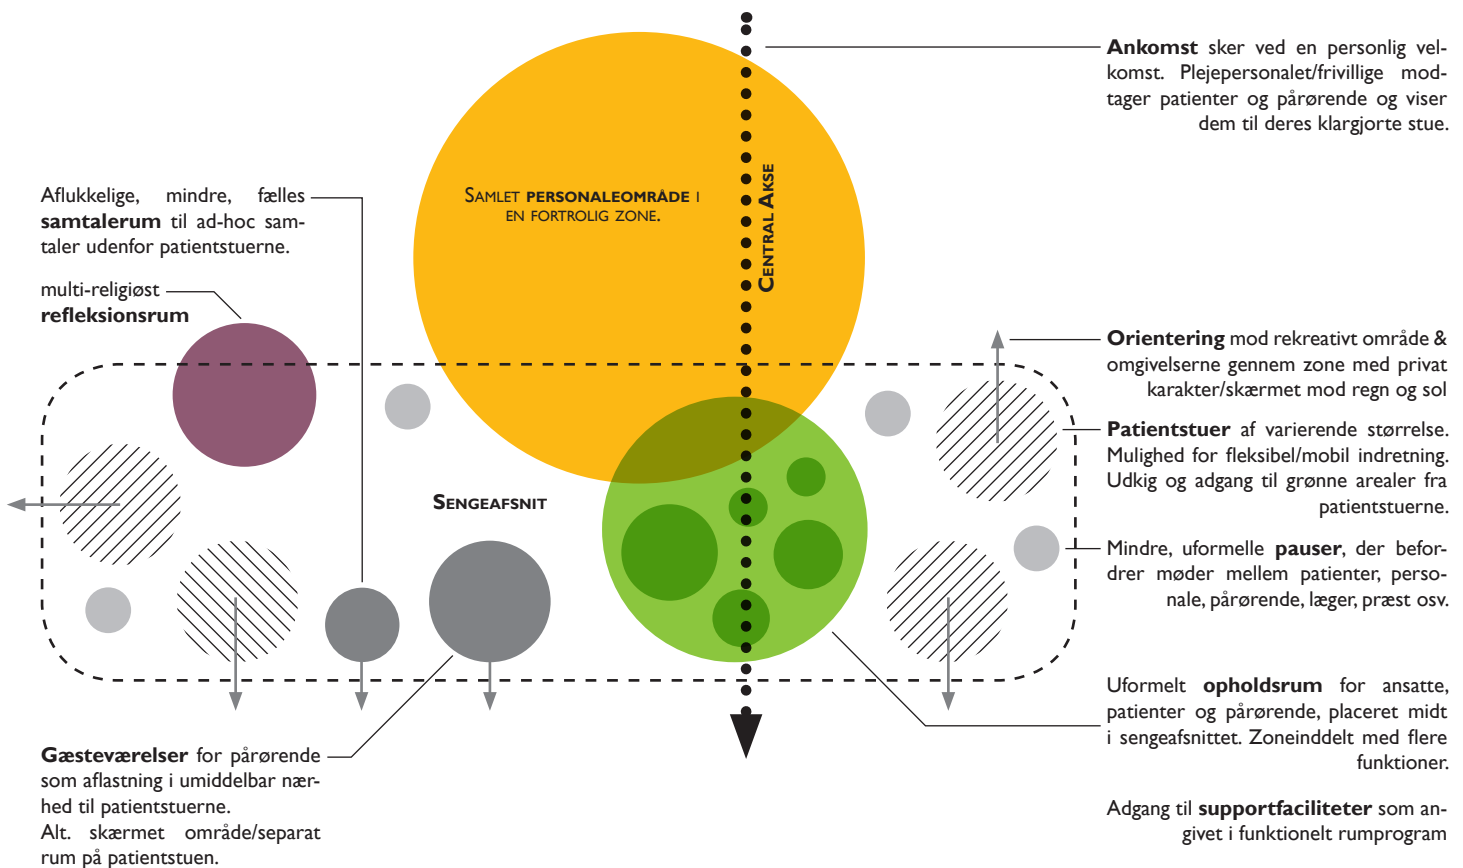 Ankomst sker ved en personlig vel-
komst. Plejepersonalet/frivillige mod-
tager patienter og pårørende og viser
dem til deres klargjorte stue.
Samlet personaleområde i
en fortrolig zone.
Central Akse
Aflukkelige, mindre, fælles
samtalerum til ad-hoc sam-
taler udenfor patientstuerne.
multi-religiøst
refleksionsrum
Sengeafsnit
Orientering mod rekreativt område &
omgivelserne gennem zone med privat
karakter/skærmet mod regn og sol
Patientstuer af varierende størrelse.
Mulighed for fleksibel/mobil indretning.
Udkig og adgang til grønne arealer fra
patientstuerne.
Mindre, uformelle pauser, der befor-
drer møder mellem patienter, perso-
nale, pårørende, læger, præst osv.
Uformelt opholdsrum for ansatte,
patienter og pårørende, placeret midt
i sengeafsnittet. Zoneinddelt med flere
funktioner.
Gæsteværelser for pårørende
som aflastning i umiddelbar nær-
hed til patientstuerne.
Alt. skærmet område/separat
rum på patientstuen.
Adgang til supportfaciliteter som an-
givet i funktionelt rumprogram